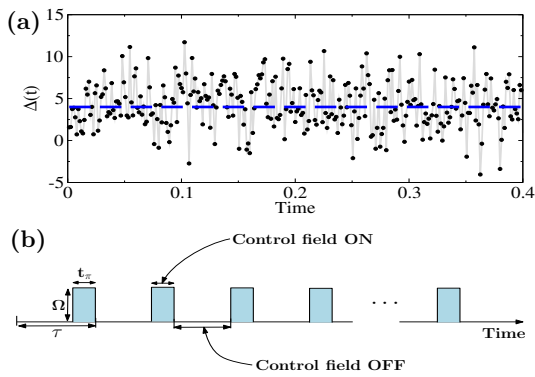 (a)
15
10
5
0
-5
Δ(t)
0 0.1 0.2 0.3 0.4
Time
(b)
Control field ON
t_π
Ω
τ
. . .
Time
Control field OFF